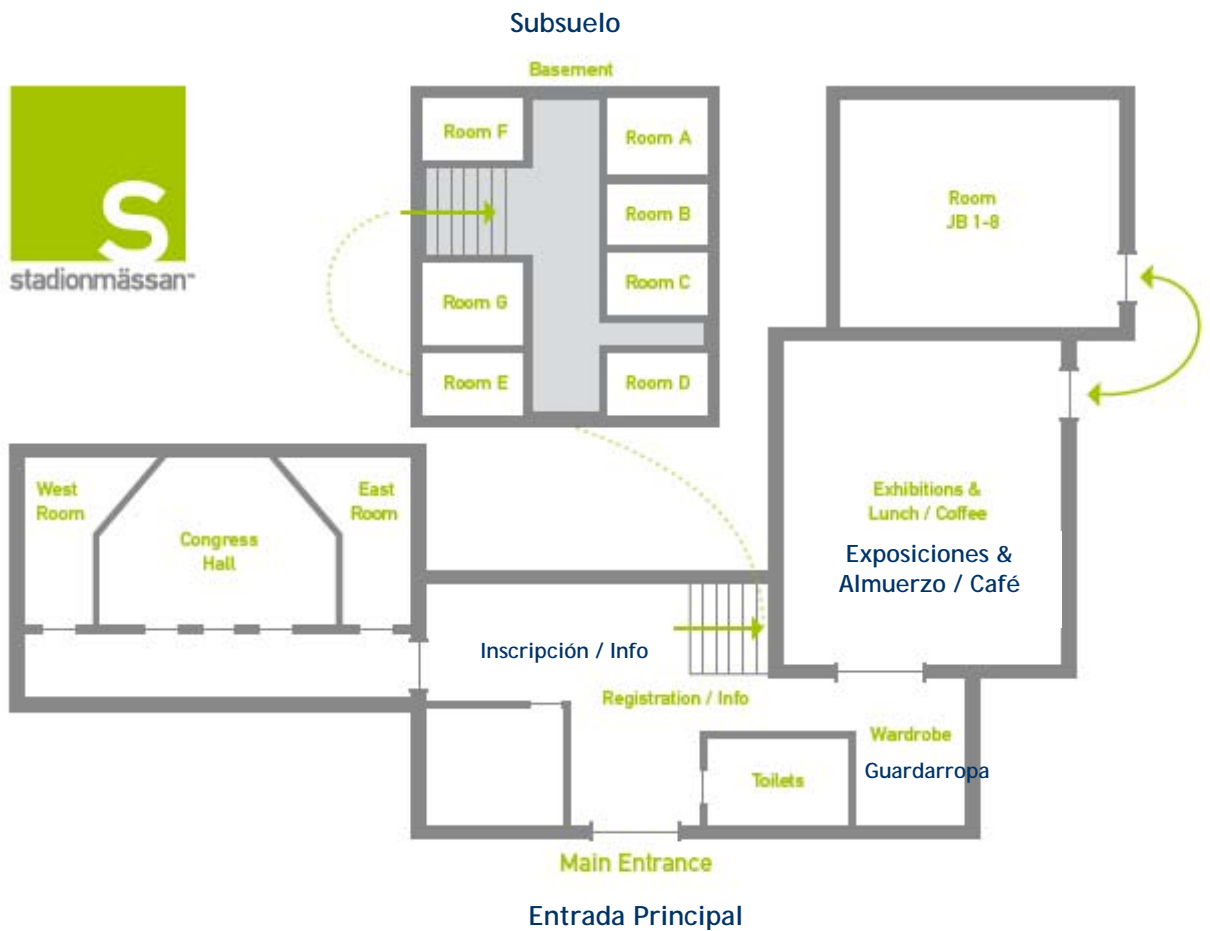 Subsuelo
Basement
S
stadionmässan™
Room F
Room A
Room B
Room C
Room G
Room E
Room D
Room
JB 1-8
West
Room
Congress
Hall
East
Room
Exhibitions &
Lunch / Coffee
Exposiciones &
Almuerzo / Café
Inscripción / Info
Registration / Info
Wardrobe
Guardarropa
Toilets
Main Entrance
Entrada Principal